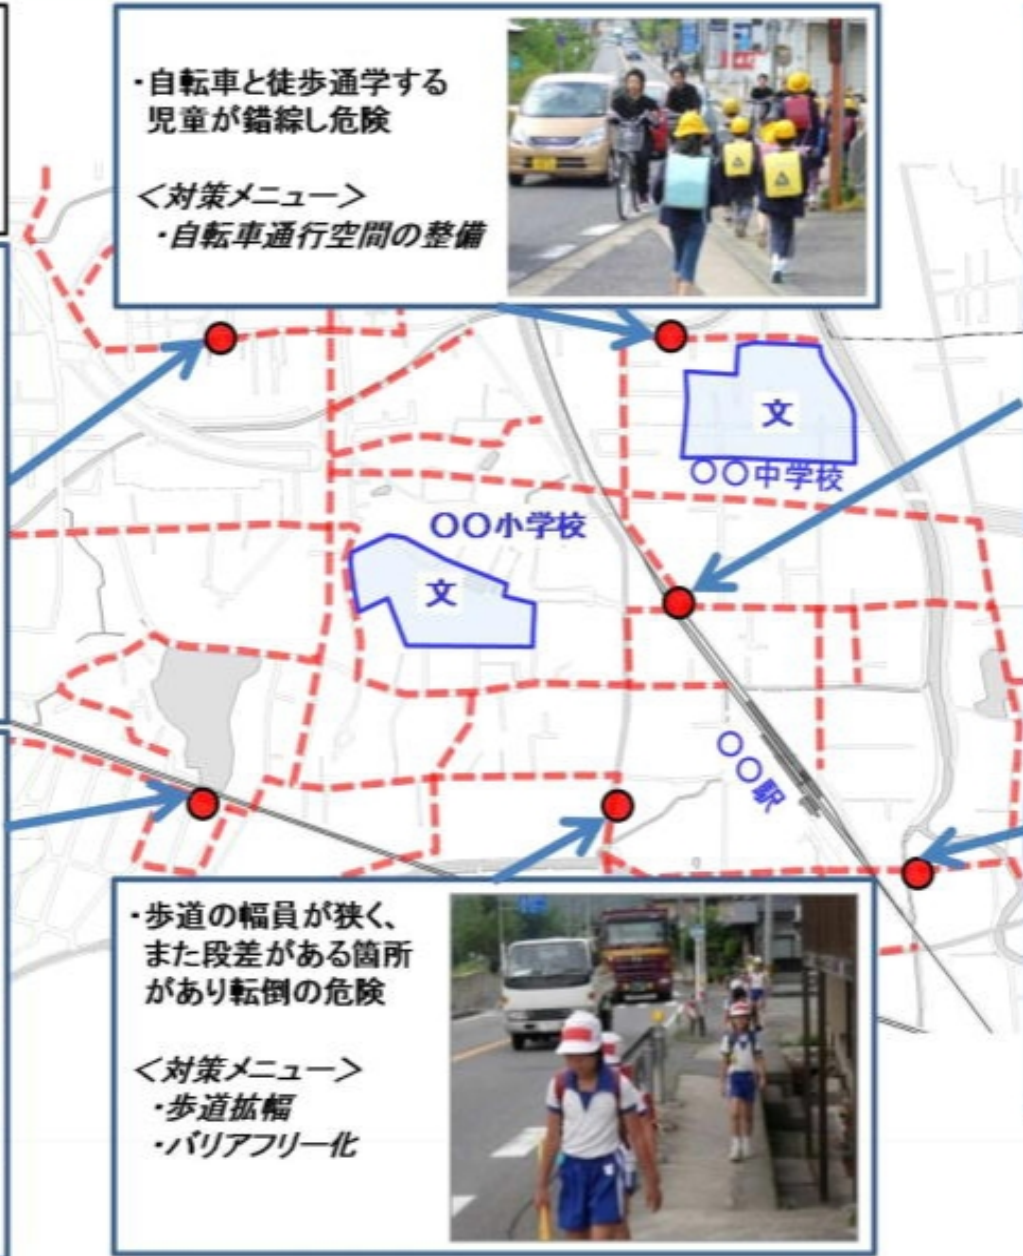 ・自転車と徒歩通学する
児童が錯綜し危険
＜対策メニュー＞
・自転車通行空間の整備
文
〇〇中学校
〇〇小学校
文
〇〇駅
・歩道の幅員が狭く、
また段差がある箇所
があり転倒の危険
＜対策メニュー＞
・歩道拡幅
・バリアフリー化